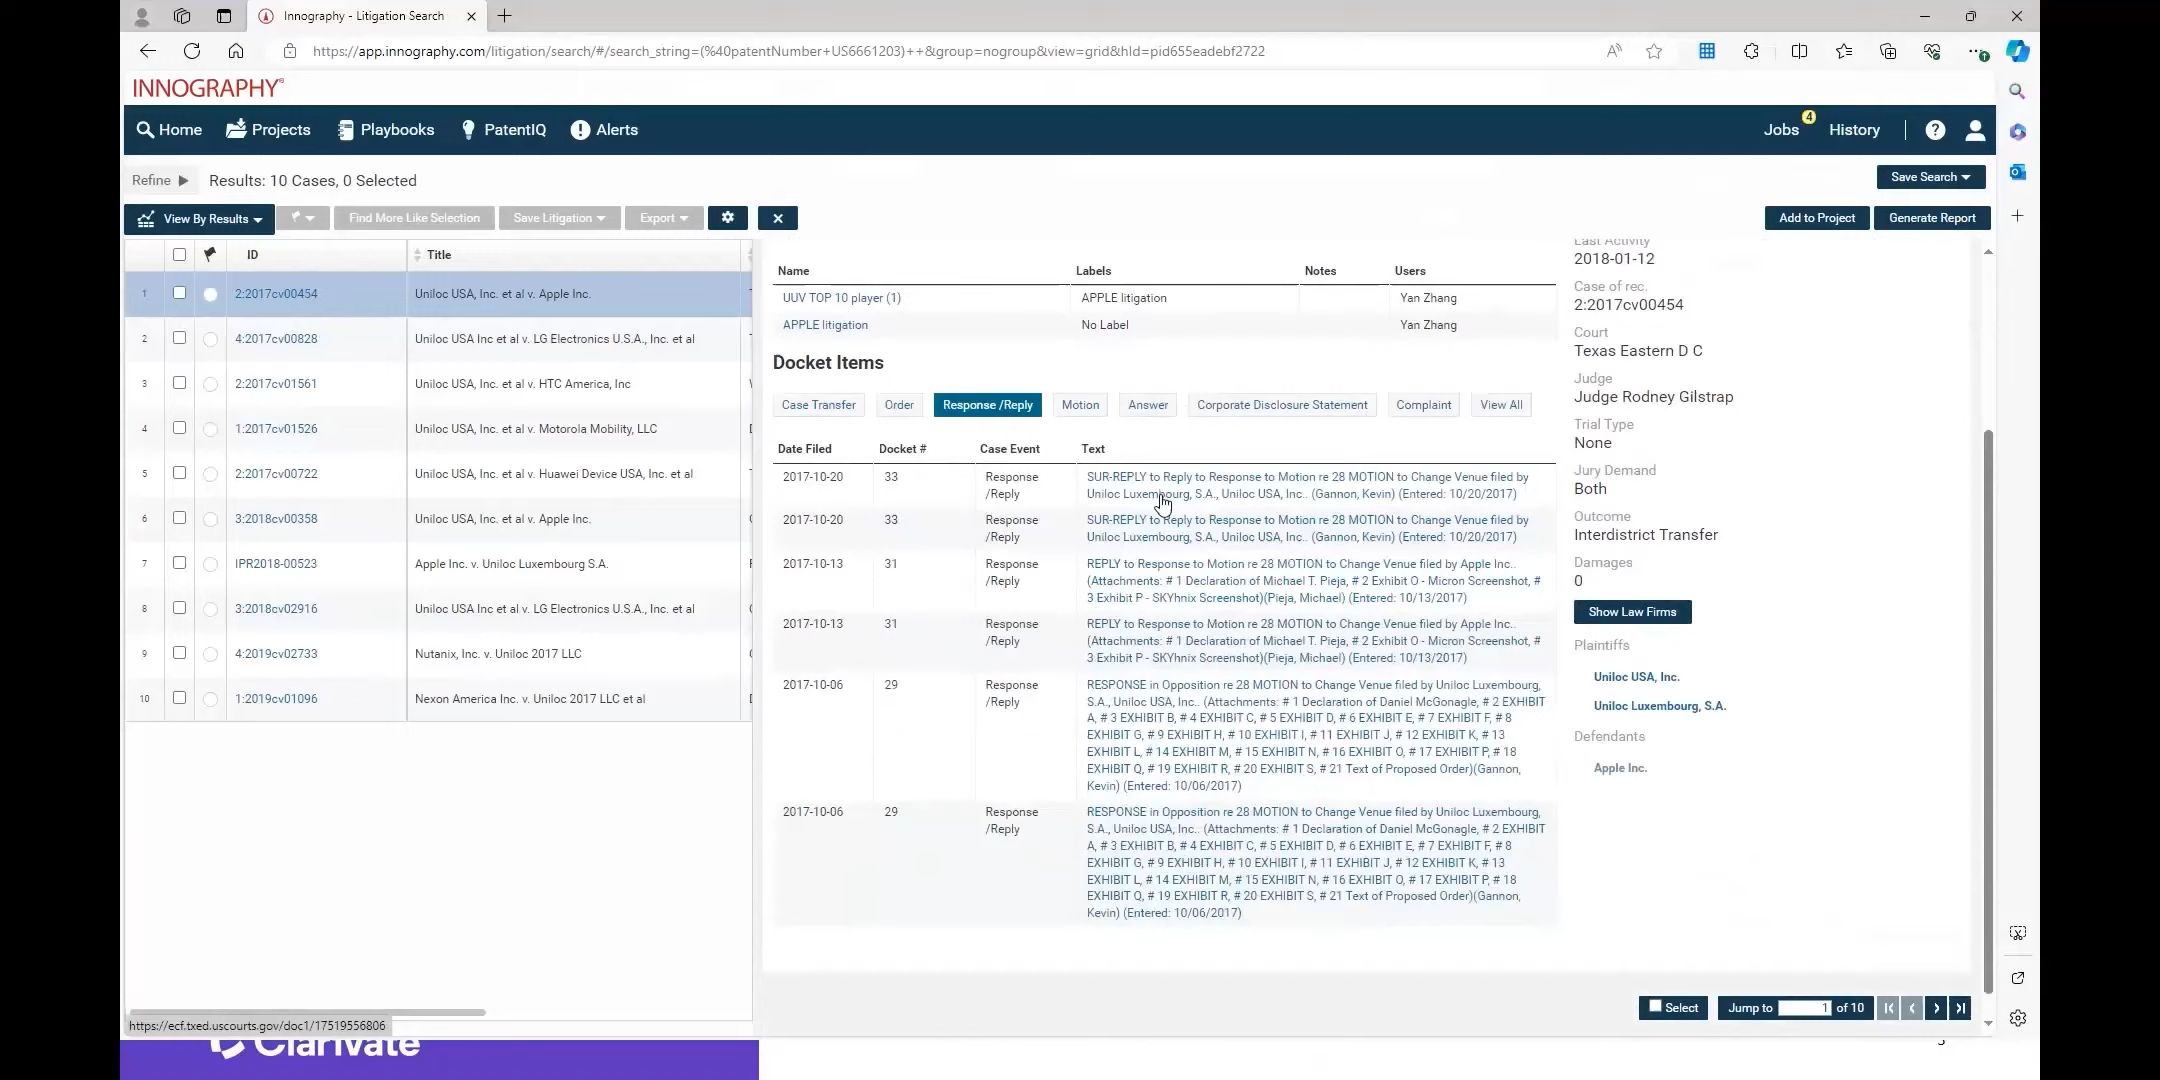 Innography - Litigation Search
https://app.innography.com/litigation/search/#/search_string=(%40patentNumber+US6661203)++&group=nogroup&view=grid&hld=pid655eadebf2722
INNOGRAPHY®
Home
Projects
Playbooks
PatentIQ
Alerts
Jobs
4
History
Refine
Results: 10 Cases, 0 Selected
Save Search
View By Results
Find More Like Selection
Save Litigation
Export
Add to Project
Generate Report
ID
Title
1 2:2017cv00454 Uniloc USA, Inc. et al v. Apple Inc.
2 4:2017cv00828 Uniloc USA Inc et al v. LG Electronics U.S.A., Inc. et al
3 2:2017cv01561 Uniloc USA, Inc. et al v. HTC America, Inc
4 1:2017cv01526 Uniloc USA, Inc. et al v. Motorola Mobility, LLC
5 2:2017cv00722 Uniloc USA, Inc. et al v. Huawei Device USA, Inc. et al
6 3:2018cv00358 Uniloc USA, Inc. et al v. Apple Inc.
7 IPR2018-00523 Apple Inc. v. Uniloc Luxembourg S.A.
8 3:2018cv02916 Uniloc USA Inc et al v. LG Electronics U.S.A., Inc. et al
9 4:2019cv02733 Nutanix, Inc. v. Uniloc 2017 LLC
10 1:2019cv01096 Nexon America Inc. v. Uniloc 2017 LLC et al
https://ecf.txed.uscourts.gov/doc1/17519556806
Name Labels Notes Users
UUV TOP 10 player (1) APPLE litigation Yan Zhang
APPLE litigation No Label Yan Zhang
Docket Items
Case Transfer
Order
Response /Reply
Motion
Answer
Corporate Disclosure Statement
Complaint
View All
Date Filed Docket # Case Event Text
2017-10-20 33 Response SUR-REPLY to Reply to Response to Motion re 28 MOTION to Change Venue filed by
/Reply Uniloc Luxembourg, S.A., Uniloc USA, Inc.. (Gannon, Kevin) (Entered: 10/20/2017)
2017-10-20 33 Response SUR-REPLY to Reply to Response to Motion re 28 MOTION to Change Venue filed by
/Reply Uniloc Luxembourg, S.A., Uniloc USA, Inc.. (Gannon, Kevin) (Entered: 10/20/2017)
2017-10-13 31 Response REPLY to Response to Motion re 28 MOTION to Change Venue filed by Apple Inc..
/Reply (Attachments: # 1 Declaration of Michael T. Pieja, # 2 Exhibit O - Micron Screenshot, #
3 Exhibit P - SKYhnix Screenshot)(Pieja, Michael) (Entered: 10/13/2017)
2017-10-13 31 Response REPLY to Response to Motion re 28 MOTION to Change Venue filed by Apple Inc..
/Reply (Attachments: # 1 Declaration of Michael T. Pieja, # 2 Exhibit O - Micron Screenshot, #
3 Exhibit P - SKYhnix Screenshot)(Pieja, Michael) (Entered: 10/13/2017)
2017-10-06 29 Response RESPONSE in Opposition re 28 MOTION to Change Venue filed by Uniloc Luxembourg,
/Reply S.A., Uniloc USA, Inc.. (Attachments: # 1 Declaration of Daniel McGonagle, # 2 EXHIBIT
A, # 3 EXHIBIT B, # 4 EXHIBIT C, # 5 EXHIBIT D, # 6 EXHIBIT E, # 7 EXHIBIT F, # 8
EXHIBIT G, # 9 EXHIBIT H, # 10 EXHIBIT I, # 11 EXHIBIT J, # 12 EXHIBIT K, # 13
EXHIBIT L, # 14 EXHIBIT M, # 15 EXHIBIT N, # 16 EXHIBIT O, # 17 EXHIBIT P, # 18
EXHIBIT Q, # 19 EXHIBIT R, # 20 EXHIBIT S, # 21 Text of Proposed Order)(Gannon,
Kevin) (Entered: 10/06/2017)
2017-10-06 29 Response RESPONSE in Opposition re 28 MOTION to Change Venue filed by Uniloc Luxembourg,
/Reply S.A., Uniloc USA, Inc.. (Attachments: # 1 Declaration of Daniel McGonagle, # 2 EXHIBIT
A, # 3 EXHIBIT B, # 4 EXHIBIT C, # 5 EXHIBIT D, # 6 EXHIBIT E, # 7 EXHIBIT F, # 8
EXHIBIT G, # 9 EXHIBIT H, # 10 EXHIBIT I, # 11 EXHIBIT J, # 12 EXHIBIT K, # 13
EXHIBIT L, # 14 EXHIBIT M, # 15 EXHIBIT N, # 16 EXHIBIT O, # 17 EXHIBIT P, # 18
EXHIBIT Q, # 19 EXHIBIT R, # 20 EXHIBIT S, # 21 Text of Proposed Order)(Gannon,
Kevin) (Entered: 10/06/2017)
Last Activity
2018-01-12
Case of rec.
2:2017cv00454
Court
Texas Eastern D C
Judge
Judge Rodney Gilstrap
Trial Type
None
Jury Demand
Both
Outcome
Interdistrict Transfer
Damages
0
Show Law Firms
Plaintiffs
Uniloc USA, Inc.
Uniloc Luxembourg, S.A.
Defendants
Apple Inc.
Select
Jump to 1 of 10
Clarivate